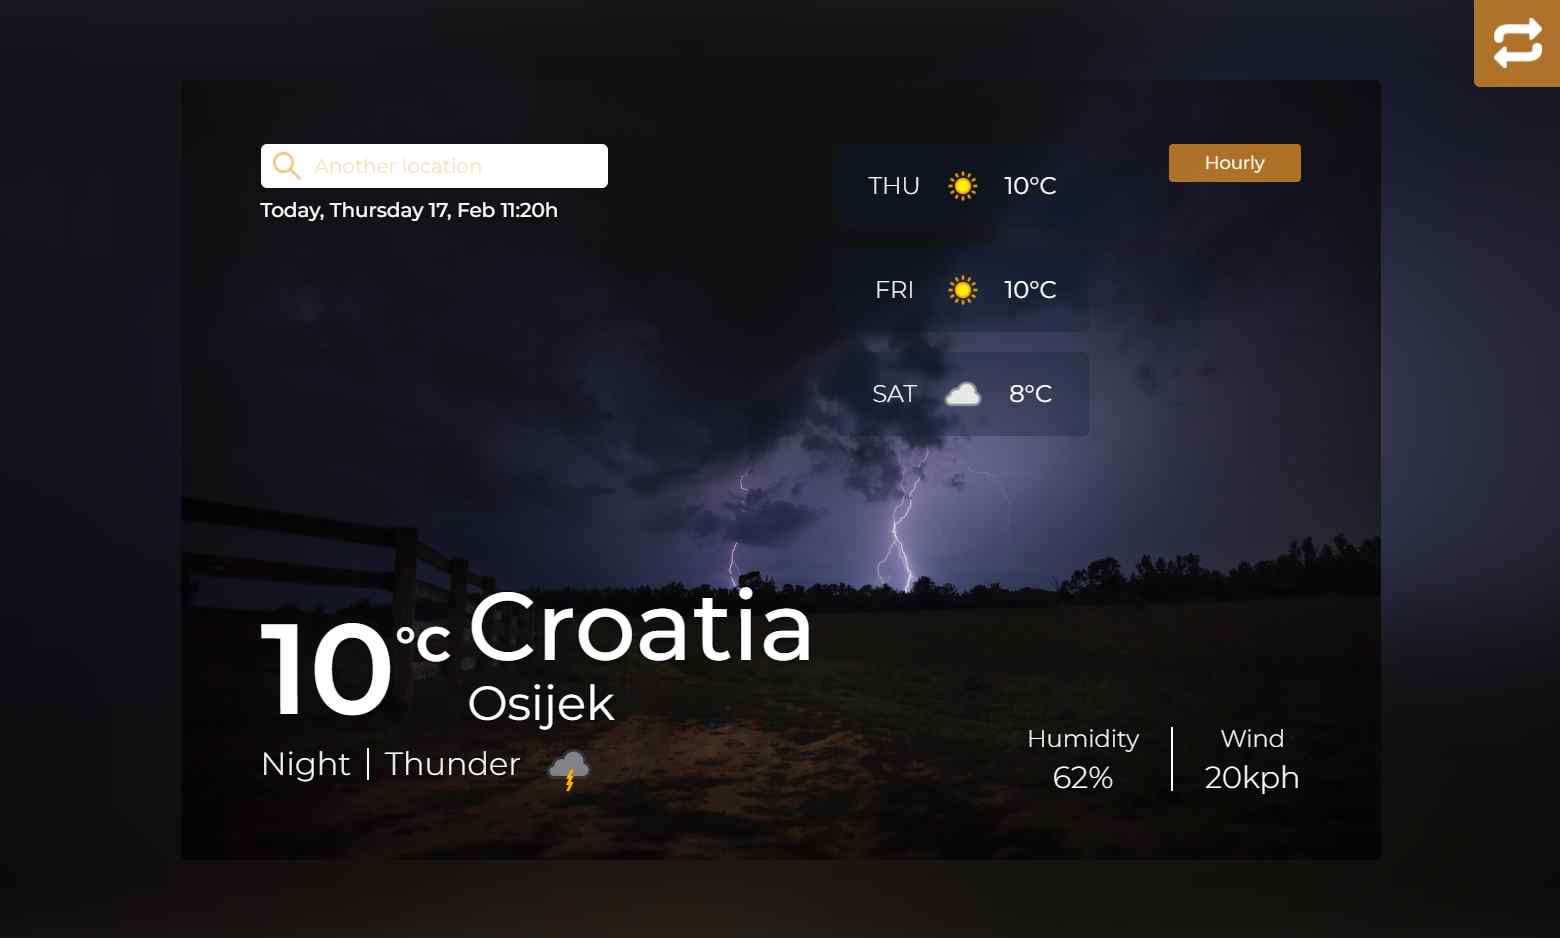 Another location
Today, Thursday 17, Feb 11:20h
THU 10°C
FRI 10°C
SAT 8°C
Hourly
10°C
Croatia
Osijek
Night | Thunder
Humidity
62%
Wind
20kph